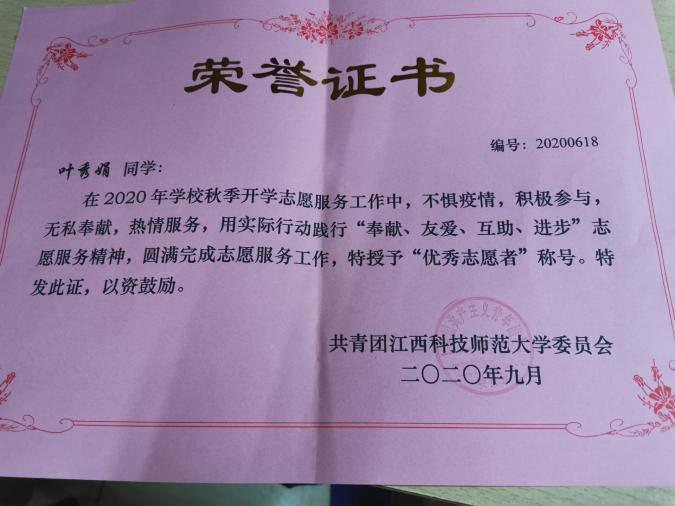 荣誉证书
编号：20200618
叶秀娟 同学：
在2020年学校秋季开学志愿服务工作中，不惧疫情，积极参与，
无私奉献，热情服务，用实际行动践行“奉献、友爱、互助、进步”志
愿服务精神，圆满完成志愿服务工作，特授予“优秀志愿者”称号。特
发此证，以资鼓励。
共青团江西科技师范大学委员会
二〇二〇年九月